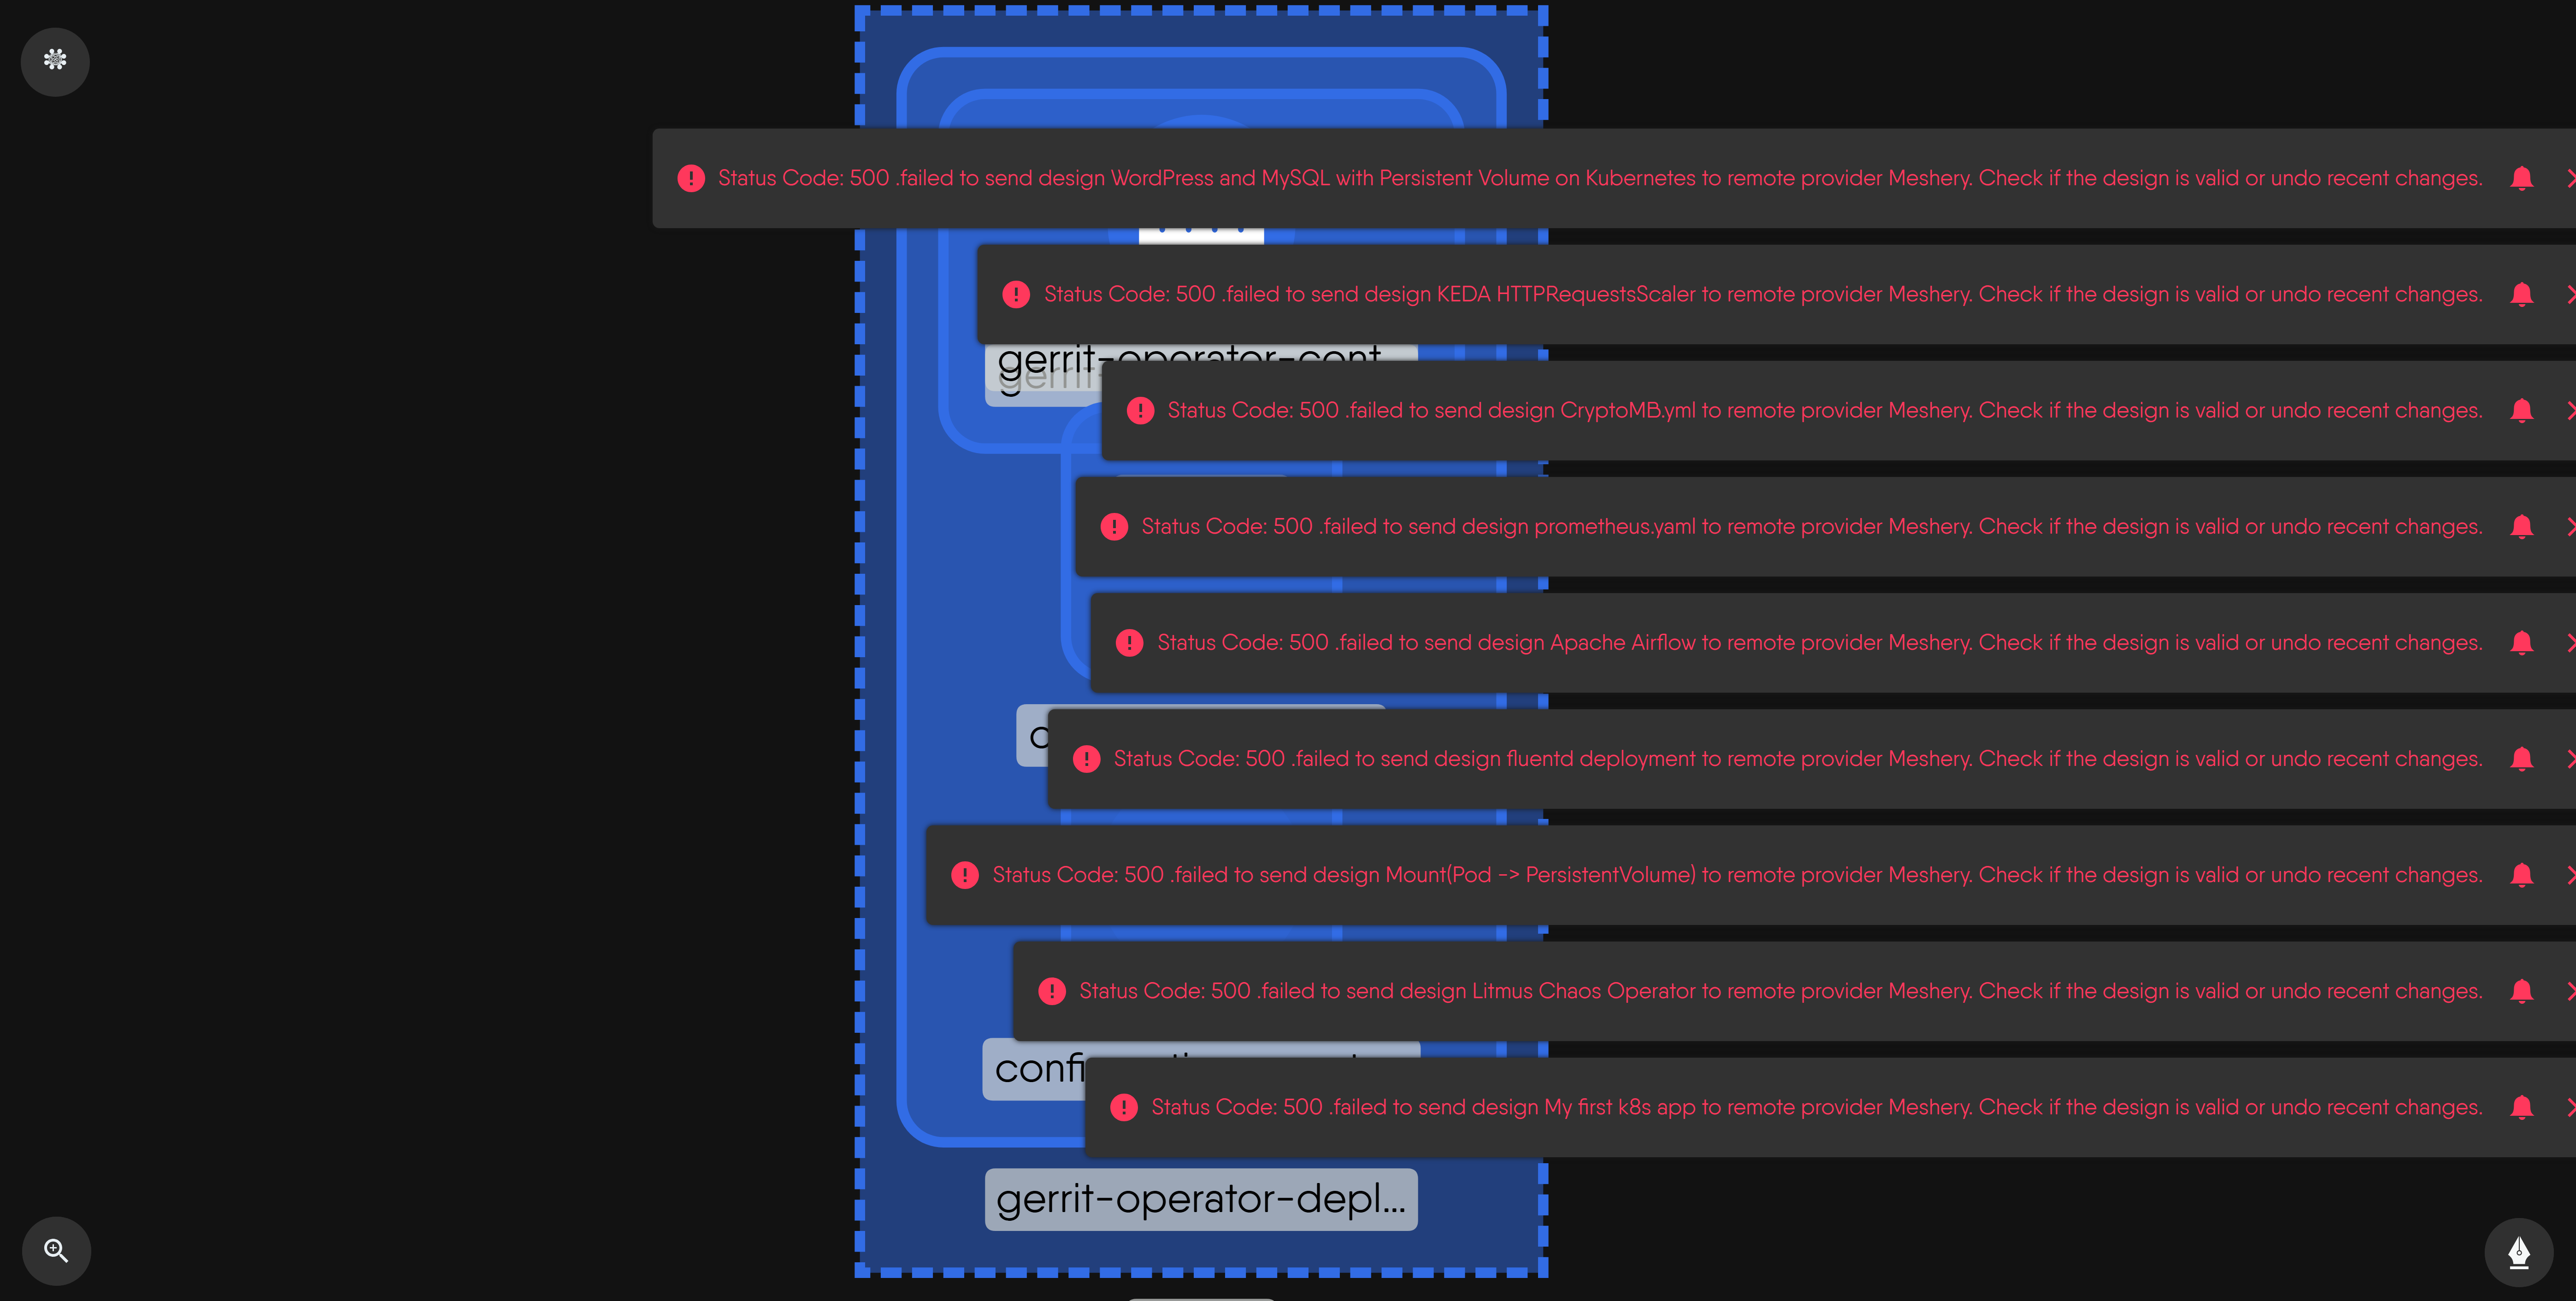 Status Code: 500 .failed to send design WordPress and MySQL with Persistent Volume on Kubernetes to remote provider Meshery. Check if the design is valid or undo recent changes.
Status Code: 500 .failed to send design KEDA HTTPRequestsScaler to remote provider Meshery. Check if the design is valid or undo recent changes.
gerrit-operator-cont...
Status Code: 500 .failed to send design CryptoMB.yml to remote provider Meshery. Check if the design is valid or undo recent changes.
Status Code: 500 .failed to send design prometheus.yaml to remote provider Meshery. Check if the design is valid or undo recent changes.
Status Code: 500 .failed to send design Apache Airflow to remote provider Meshery. Check if the design is valid or undo recent changes.
Status Code: 500 .failed to send design fluentd deployment to remote provider Meshery. Check if the design is valid or undo recent changes.
Status Code: 500 .failed to send design Mount(Pod -> PersistentVolume) to remote provider Meshery. Check if the design is valid or undo recent changes.
Status Code: 500 .failed to send design Litmus Chaos Operator to remote provider Meshery. Check if the design is valid or undo recent changes.
Status Code: 500 .failed to send design My first k8s app to remote provider Meshery. Check if the design is valid or undo recent changes.
gerrit-operator-depl...